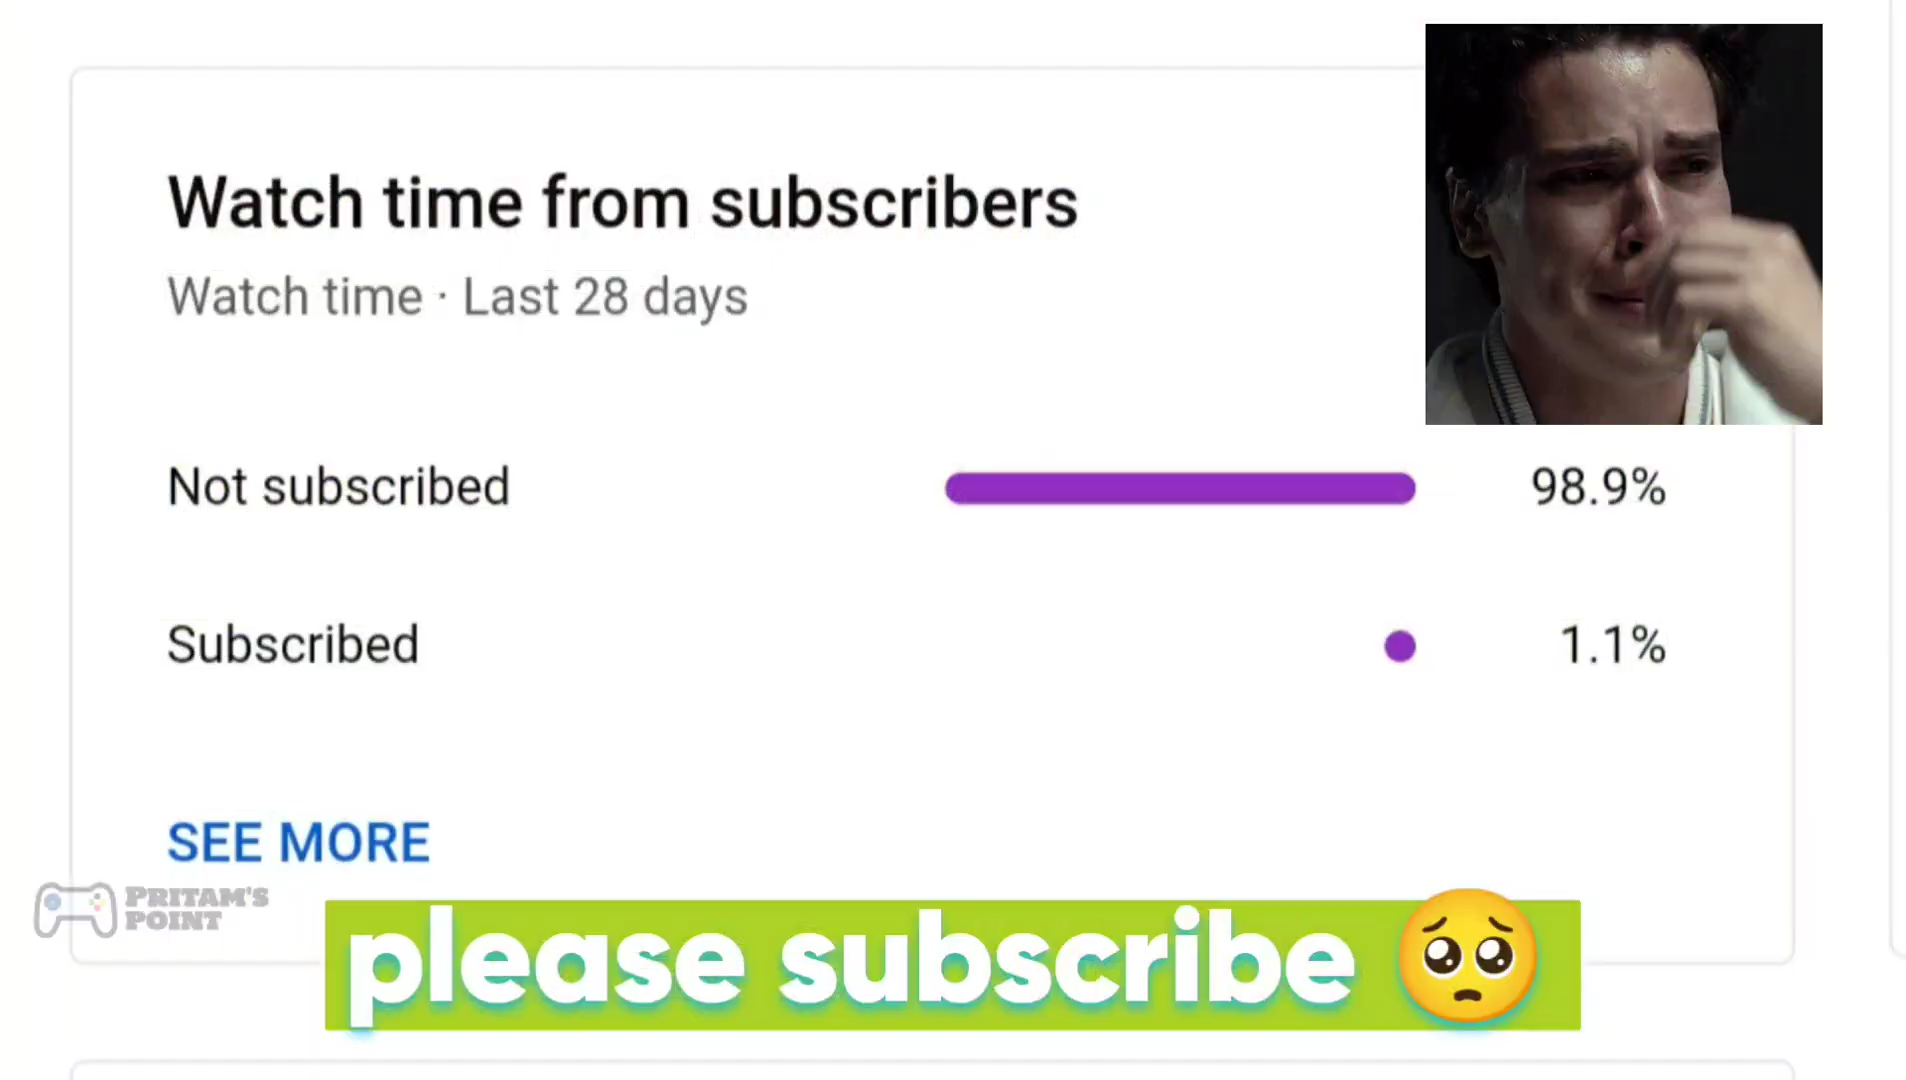 Watch time from subscribers
Watch time · Last 28 days
Not subscribed 98.9%
Subscribed 1.1%
SEE MORE
PRITAM'S
POINT
please subscribe 🥺